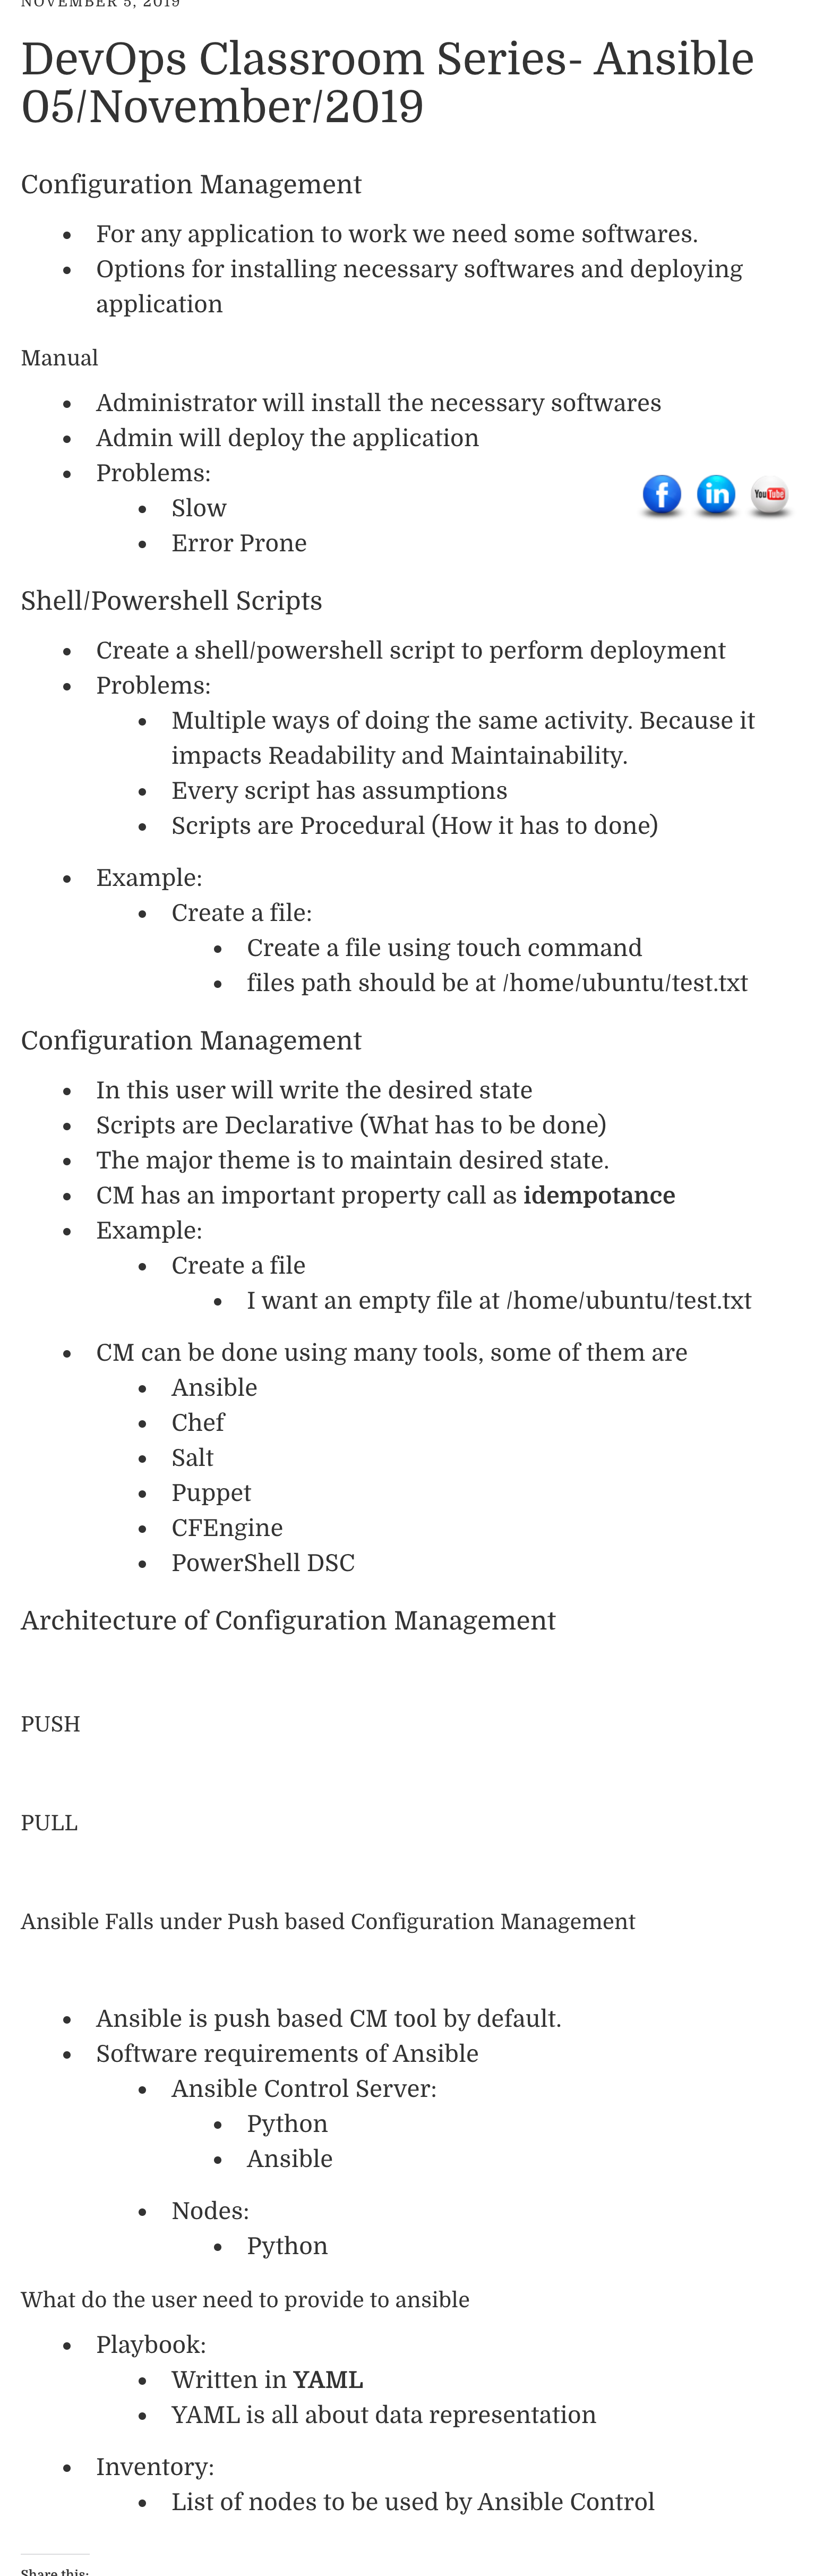 NOVEMBER 5, 2019
DevOps Classroom Series- Ansible
05/November/2019
Configuration Management
For any application to work we need some softwares.
Options for installing necessary softwares and deploying
application
Manual
Administrator will install the necessary softwares
Admin will deploy the application
Problems:
Slow
Error Prone
f in YouTube
Shell/Powershell Scripts
Create a shell/powershell script to perform deployment
Problems:
Multiple ways of doing the same activity. Because it
impacts Readability and Maintainability.
Every script has assumptions
Scripts are Procedural (How it has to done)
Example:
Create a file:
Create a file using touch command
files path should be at /home/ubuntu/test.txt
Configuration Management
In this user will write the desired state
Scripts are Declarative (What has to be done)
The major theme is to maintain desired state.
CM has an important property call as idempotance
Example:
Create a file
I want an empty file at /home/ubuntu/test.txt
CM can be done using many tools, some of them are
Ansible
Chef
Salt
Puppet
CFEngine
PowerShell DSC
Architecture of Configuration Management
PUSH
PULL
Ansible Falls under Push based Configuration Management
Ansible is push based CM tool by default.
Software requirements of Ansible
Ansible Control Server:
Python
Ansible
Nodes:
Python
What do the user need to provide to ansible
Playbook:
Written in YAML
YAML is all about data representation
Inventory:
List of nodes to be used by Ansible Control
Share this: